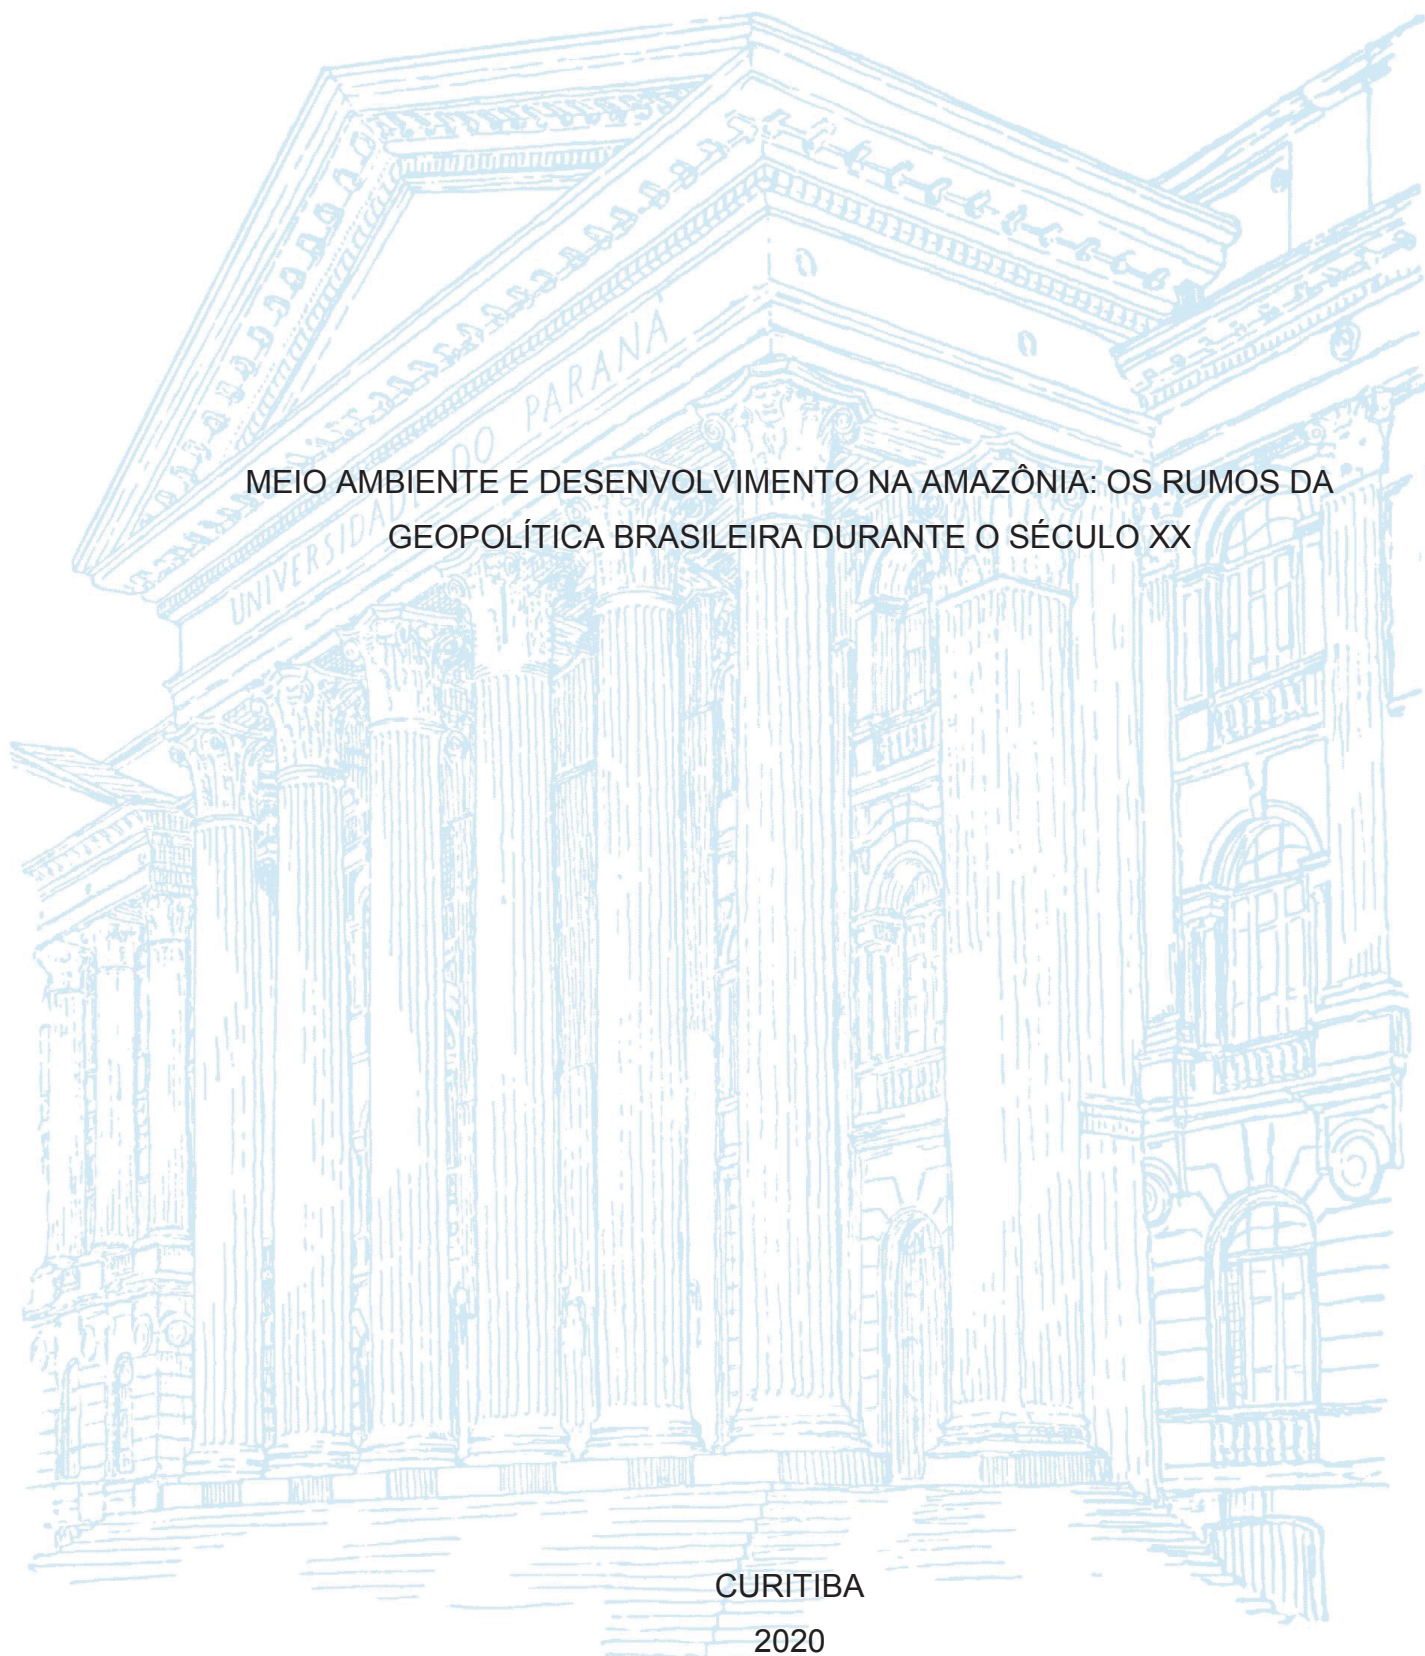 UNIVERSIDADE DO PARANÁ
MEIO AMBIENTE E DESENVOLVIMENTO NA AMAZÔNIA: OS RUMOS DA
GEOPOLÍTICA BRASILEIRA DURANTE O SÉCULO XX
CURITIBA
2020